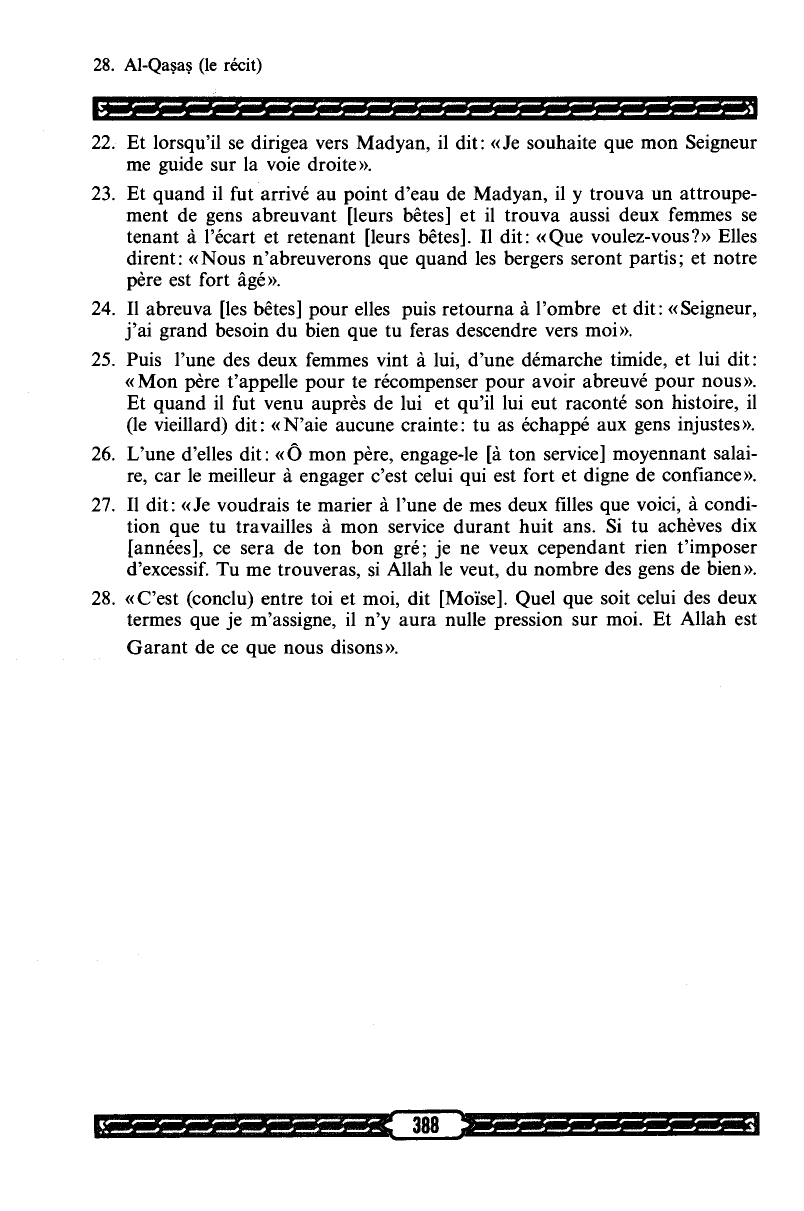 28. Al-Qaṣaṣ (le récit)
22. Et lorsqu'il se dirigea vers Madyan, il dit: «Je souhaite que mon Seigneur
me guide sur la voie droite».
23. Et quand il fut arrivé au point d'eau de Madyan, il y trouva un attroupe-
ment de gens abreuvant [leurs bêtes] et il trouva aussi deux femmes se
tenant à l'écart et retenant [leurs bêtes]. Il dit: «Que voulez-vous?» Elles
dirent: «Nous n'abreuverons que quand les bergers seront partis; et notre
père est fort âgé».
24. Il abreuva [les bêtes] pour elles puis retourna à l'ombre et dit: «Seigneur,
j'ai grand besoin du bien que tu feras descendre vers moi».
25. Puis l'une des deux femmes vint à lui, d'une démarche timide, et lui dit:
«Mon père t'appelle pour te récompenser pour avoir abreuvé pour nous».
Et quand il fut venu auprès de lui et qu'il lui eut raconté son histoire, il
(le vieillard) dit: «N'aie aucune crainte: tu as échappé aux gens injustes».
26. L'une d'elles dit: «Ô mon père, engage-le [à ton service] moyennant salai-
re, car le meilleur à engager c'est celui qui est fort et digne de confiance».
27. Il dit: «Je voudrais te marier à l'une de mes deux filles que voici, à condi-
tion que tu travailles à mon service durant huit ans. Si tu achèves dix
[années], ce sera de ton bon gré; je ne veux cependant rien t'imposer
d'excessif. Tu me trouveras, si Allah le veut, du nombre des gens de bien».
28. «C'est (conclu) entre toi et moi, dit [Moïse]. Quel que soit celui des deux
termes que je m'assigne, il n'y aura nulle pression sur moi. Et Allah est
Garant de ce que nous disons».
388